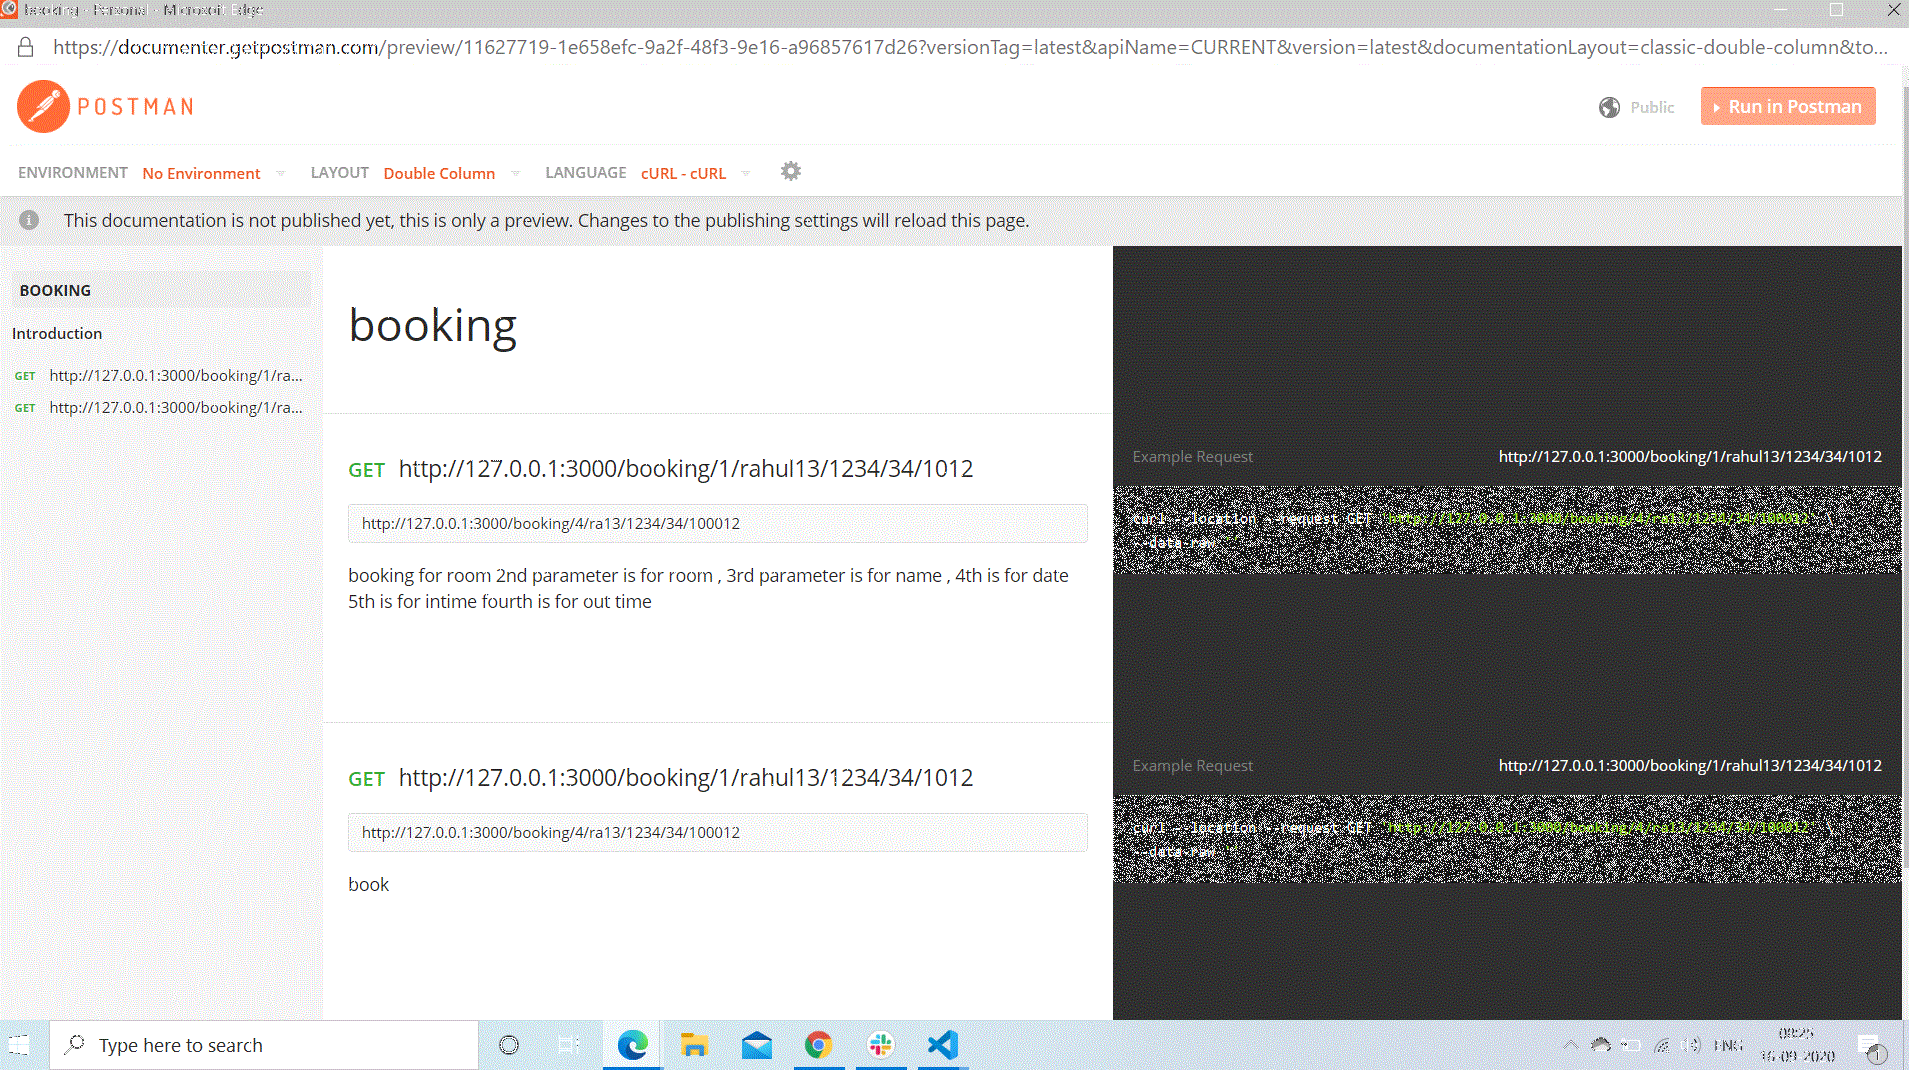 booking - Personal - Microsoft Edge
https://documenter.getpostman.com/preview/11627719-1e658efc-9a2f-48f3-9e16-a96857617d26?versionTag=latest&apiName=CURRENT&version=latest&documentationLayout=classic-double-column&to...
POSTMAN
Public
Run in Postman
ENVIRONMENT No Environment LAYOUT Double Column LANGUAGE cURL - cURL
This documentation is not published yet, this is only a preview. Changes to the publishing settings will reload this page.
BOOKING
Introduction
GET http://127.0.0.1:3000/booking/1/ra...
GET http://127.0.0.1:3000/booking/1/ra...
booking
GET http://127.0.0.1:3000/booking/1/rahul13/1234/34/1012
http://127.0.0.1:3000/booking/4/ra13/1234/34/100012
booking for room 2nd parameter is for room , 3rd parameter is for name , 4th is for date
5th is for intime fourth is for out time
Example Request http://127.0.0.1:3000/booking/1/rahul13/1234/34/1012
curl --location --request GET 'http://127.0.0.1:3000/booking/4/ra13/1234/34/100012' \
--data-raw ''
GET http://127.0.0.1:3000/booking/1/rahul13/1234/34/1012
http://127.0.0.1:3000/booking/4/ra13/1234/34/100012
book
Example Request http://127.0.0.1:3000/booking/1/rahul13/1234/34/1012
curl --location --request GET 'http://127.0.0.1:3000/booking/4/ra13/1234/34/100012' \
--data-raw ''
Type here to search
ENG
08:25
16-09-2020
1